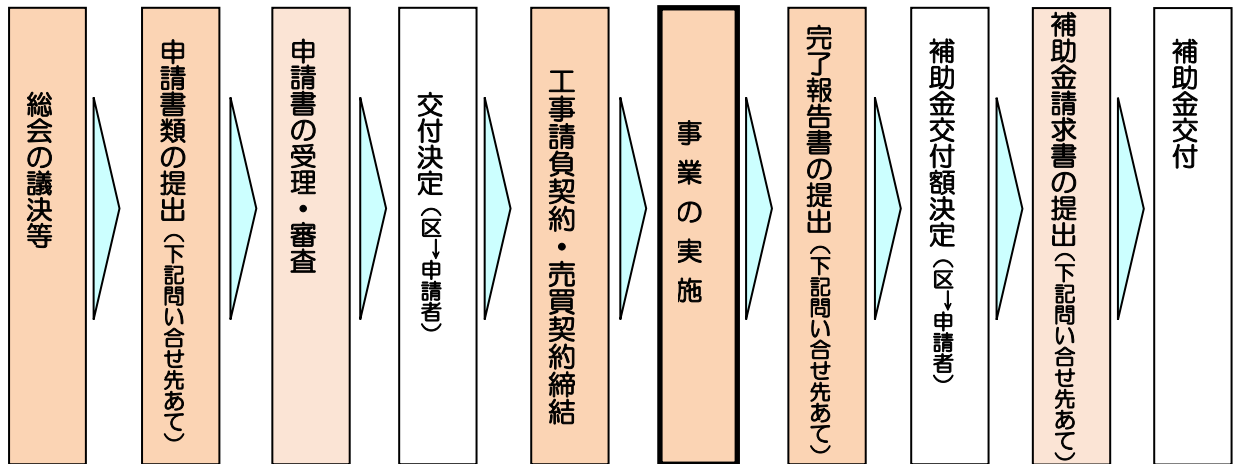 総会の議決等
申請書類の提出（下記問い合せ先あて）
申請書の受理・審査
交付決定（区→申請者）
工事請負契約・売買契約締結
事業の実施
完了報告書の提出（下記問い合せ先あて）
補助金交付額決定（区→申請者）
補助金請求書の提出（下記問い合せ先あて）
補助金交付